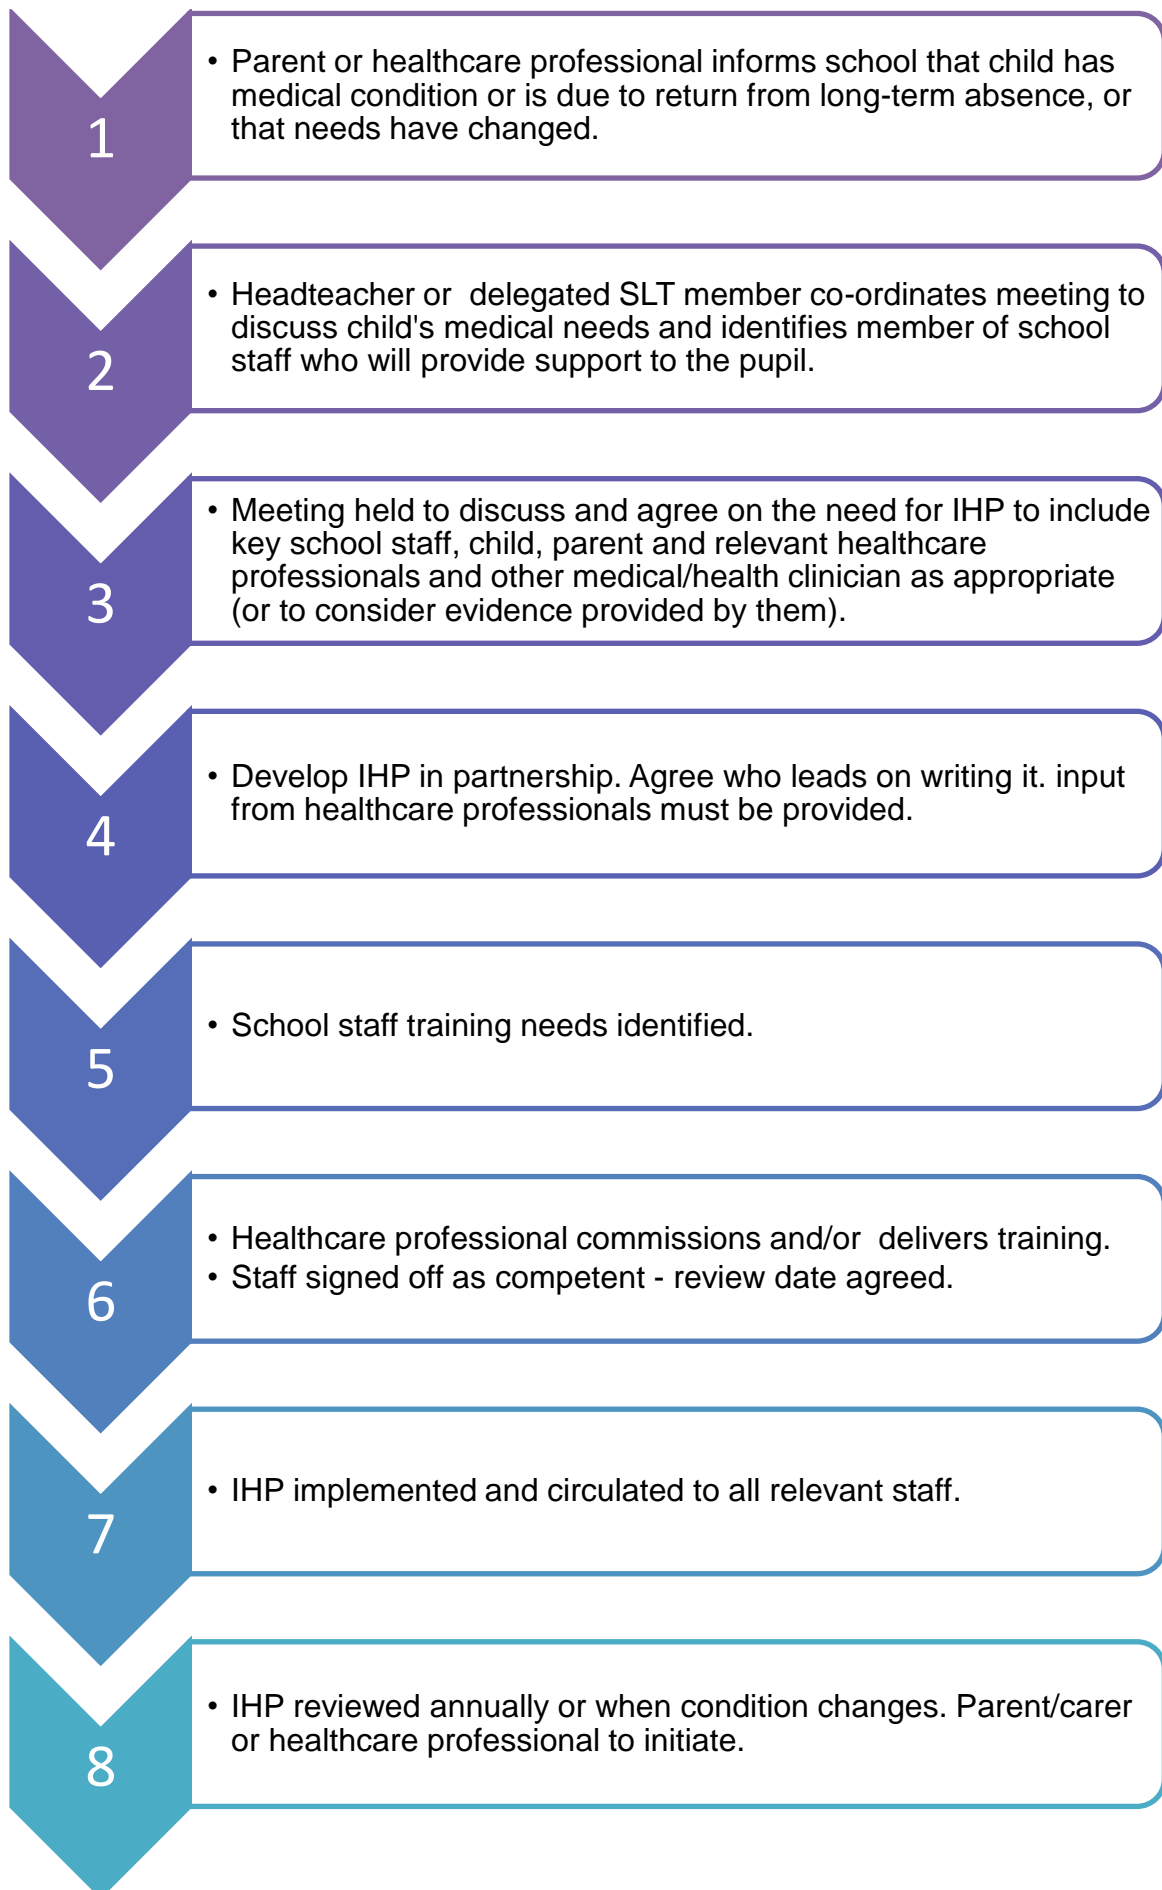 1
• Parent or healthcare professional informs school that child has
medical condition or is due to return from long-term absence, or
that needs have changed.
2
• Headteacher or  delegated SLT member co-ordinates meeting to
discuss child's medical needs and identifies member of school
staff who will provide support to the pupil.
3
• Meeting held to discuss and agree on the need for IHP to include
key school staff, child, parent and relevant healthcare
professionals and other medical/health clinician as appropriate
(or to consider evidence provided by them).
4
• Develop IHP in partnership. Agree who leads on writing it. input
from healthcare professionals must be provided.
5
• School staff training needs identified.
6
• Healthcare professional commissions and/or  delivers training.
• Staff signed off as competent - review date agreed.
7
• IHP implemented and circulated to all relevant staff.
8
• IHP reviewed annually or when condition changes. Parent/carer
or healthcare professional to initiate.